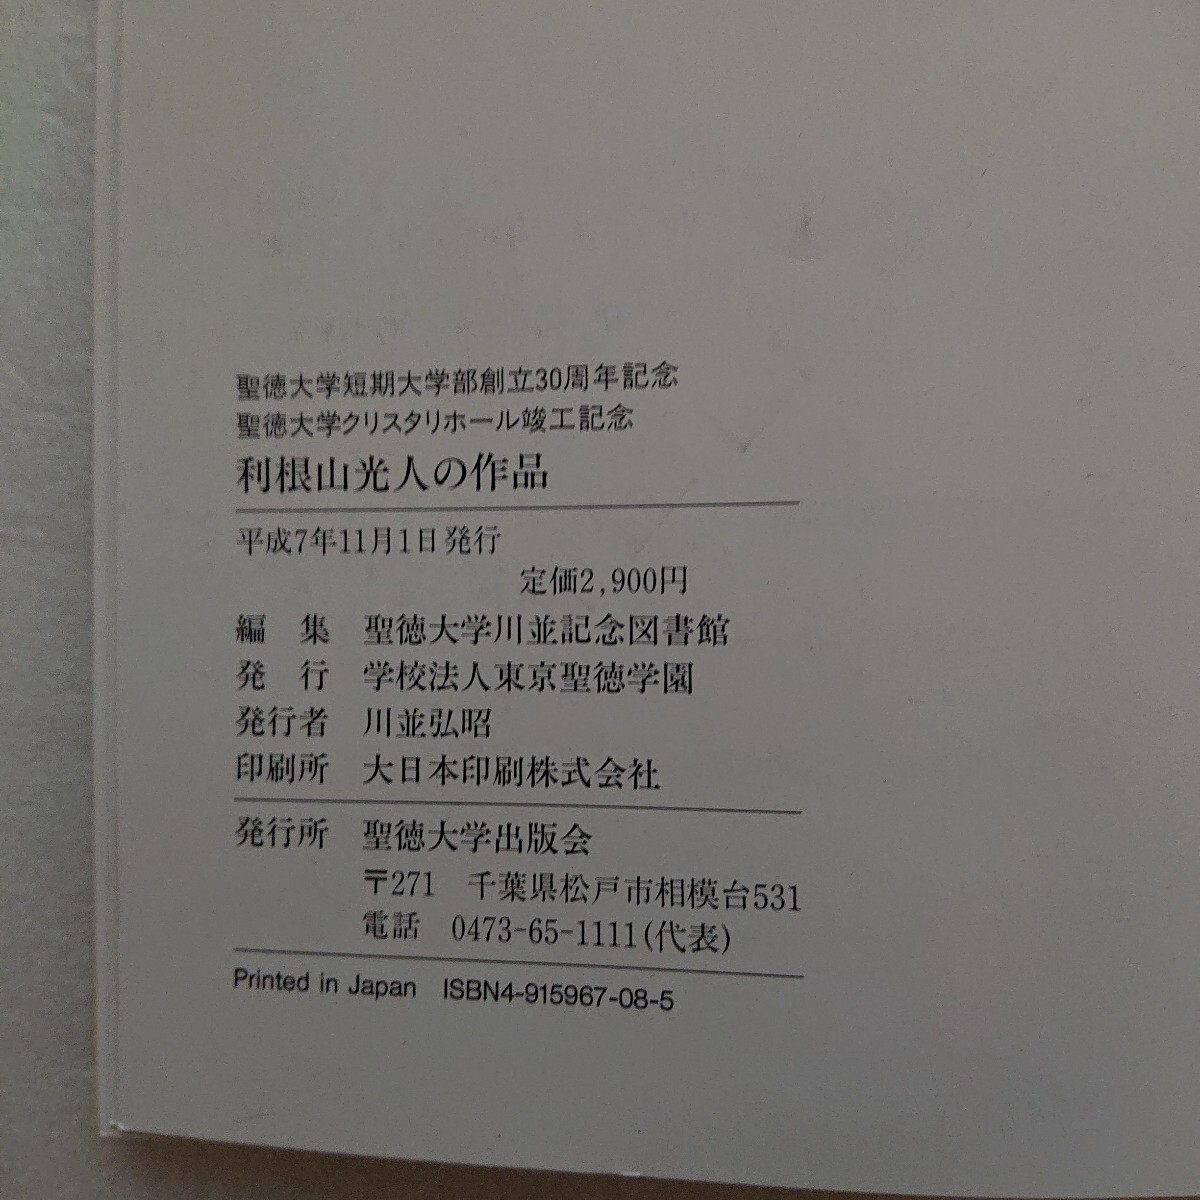 聖徳大学短期大学部創立30周年記念
聖徳大学クリスタリホール竣工記念
利根山光人の作品
平成7年11月1日発行
定価2,900円
編　集　聖徳大学川並記念図書館
発　行　学校法人東京聖徳学園
発行者　川並弘昭
印刷所　大日本印刷株式会社
発行所　聖徳大学出版会
〒271　千葉県松戸市相模台531
電話　0473-65-1111(代表)
Printed in Japan　ISBN4-915967-08-5